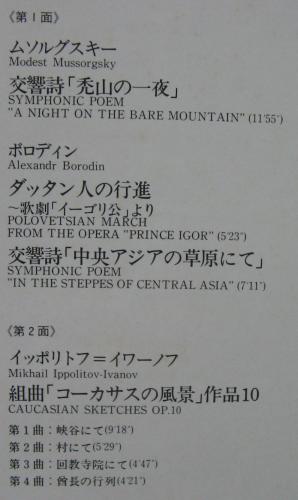 《第1面》
ムソルグスキー
Modest Mussorgsky
交響詩「禿山の一夜」
SYMPHONIC POEM
"A NIGHT ON THE BARE MOUNTAIN" (11'55")
ボロディン
Alexandr Borodin
ダッタン人の行進
～歌劇「イーゴリ公」より
POLOVETSIAN MARCH
FROM THE OPERA "PRINCE IGOR" (5'23")
交響詩「中央アジアの草原にて」
SYMPHONIC POEM
"IN THE STEPPES OF CENTRAL ASIA" (7'11")
《第2面》
イッポリトフ＝イワーノフ
Mikhail Ippolitov-Ivanov
組曲「コーカサスの風景」作品10
CAUCASIAN SKETCHES OP.10
第1曲：峡谷にて(9'18")
第2曲：村にて(5'29")
第3曲：回教寺院にて(4'47")
第4曲：酋長の行列(4'21")